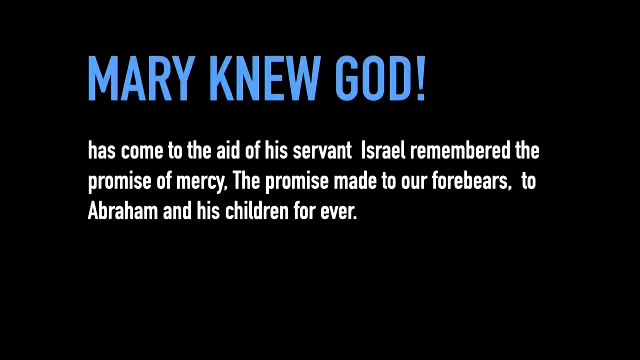 MARY KNEW GOD!
has come to the aid of his servant  Israel remembered the
promise of mercy, The promise made to our forebears,  to
Abraham and his children for ever.